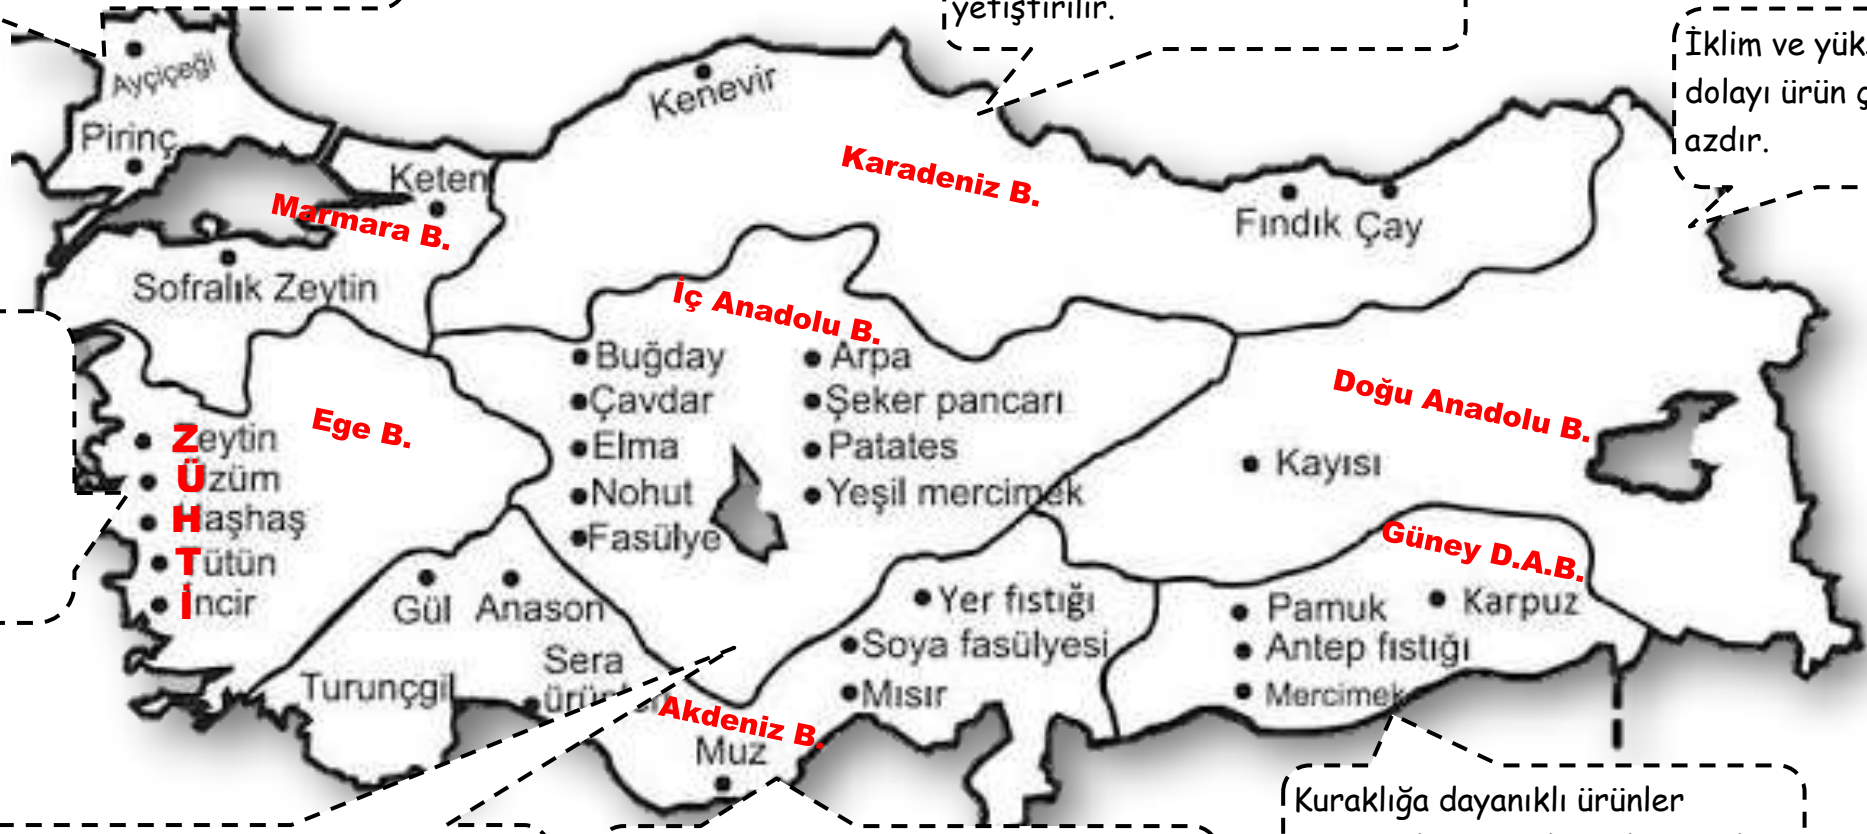 yetiştirilir.
İklim ve yük
dolayı ürün ç
azdır.
Ayçiçeği
Kenevir
Pirinç
Keten
Karadeniz B.
Marmara B.
Fındık Çay
Sofralık Zeytin
İç Anadolu B.
Buğday
Arpa
Çavdar
Şeker pancarı
Doğu Anadolu B.
Ege B.
Zeytin
Elma
Patates
Kayısı
Üzüm
Nohut
Yeşil mercimek
Haşhaş
Fasülye
Güney D.A.B.
Tütün
İncir
Gül Anason
Yer fıstığı
Pamuk
Karpuz
Soya fasülyesi
Antep fıstığı
Sera
Turunçgil
Mısır
Mercimek
Akdeniz B.
Muz
Kuraklığa dayanıklı ürünler